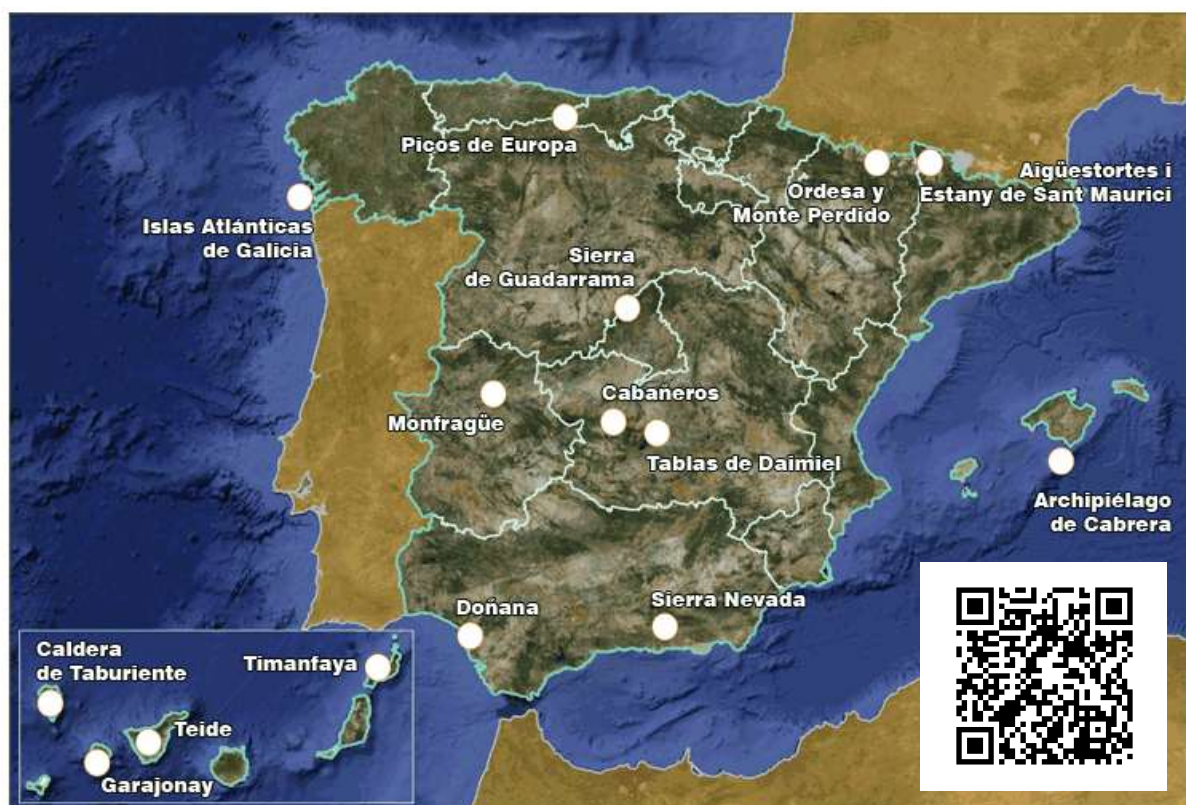 Picos de Europa
Aigüestortes i
Estany de Sant Maurici
Ordesa y
Monte Perdido
Islas Atlánticas
de Galicia
Sierra
de Guadarrama
Cabañeros
Monfragüe
Tablas de Daimiel
Archipiélago
de Cabrera
Doñana
Sierra Nevada
Caldera
de Taburiente
Timanfaya
Teide
Garajonay